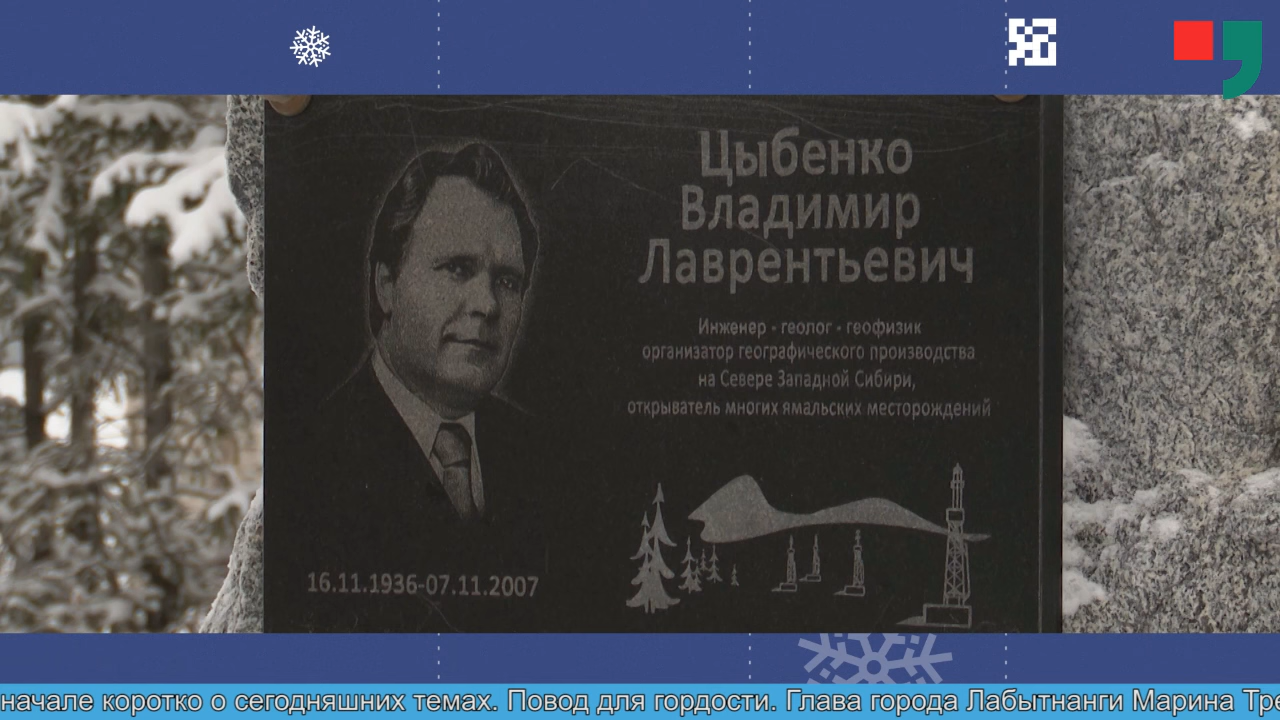 Цыбенко
Владимир
Лаврентьевич
Инженер - геолог - геофизик
организатор географического производства
на Севере Западной Сибири,
открыватель многих ямальских месторождений
16.11.1936-07.11.2007
начале коротко о сегодняшних темах. Повод для гордости. Глава города Лабытнанги Марина Тре